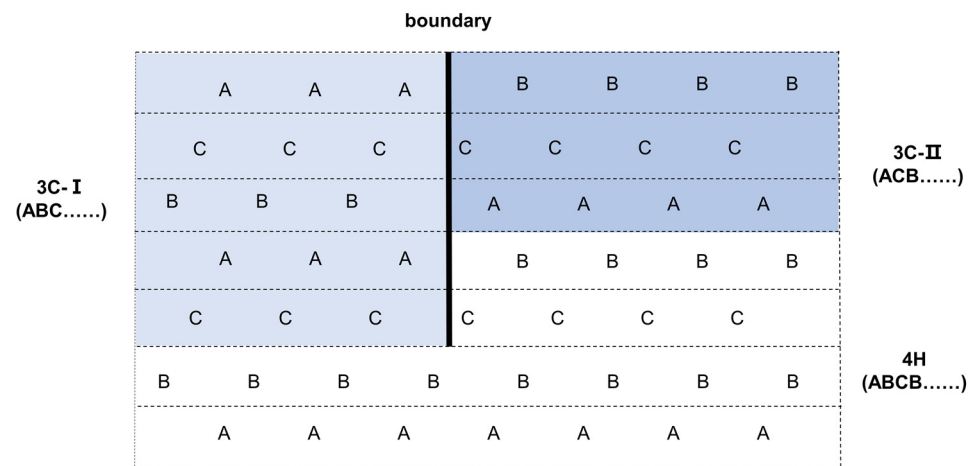 boundary
A A A B B B B
C C C C C C C
3C-Ⅰ
(ABC……)
3C-Ⅱ
(ACB……)
B B B A A A A
A A A B B B B
C C C C C C C
B B B B B B B B
4H
(ABCB……)
A A A A A A A